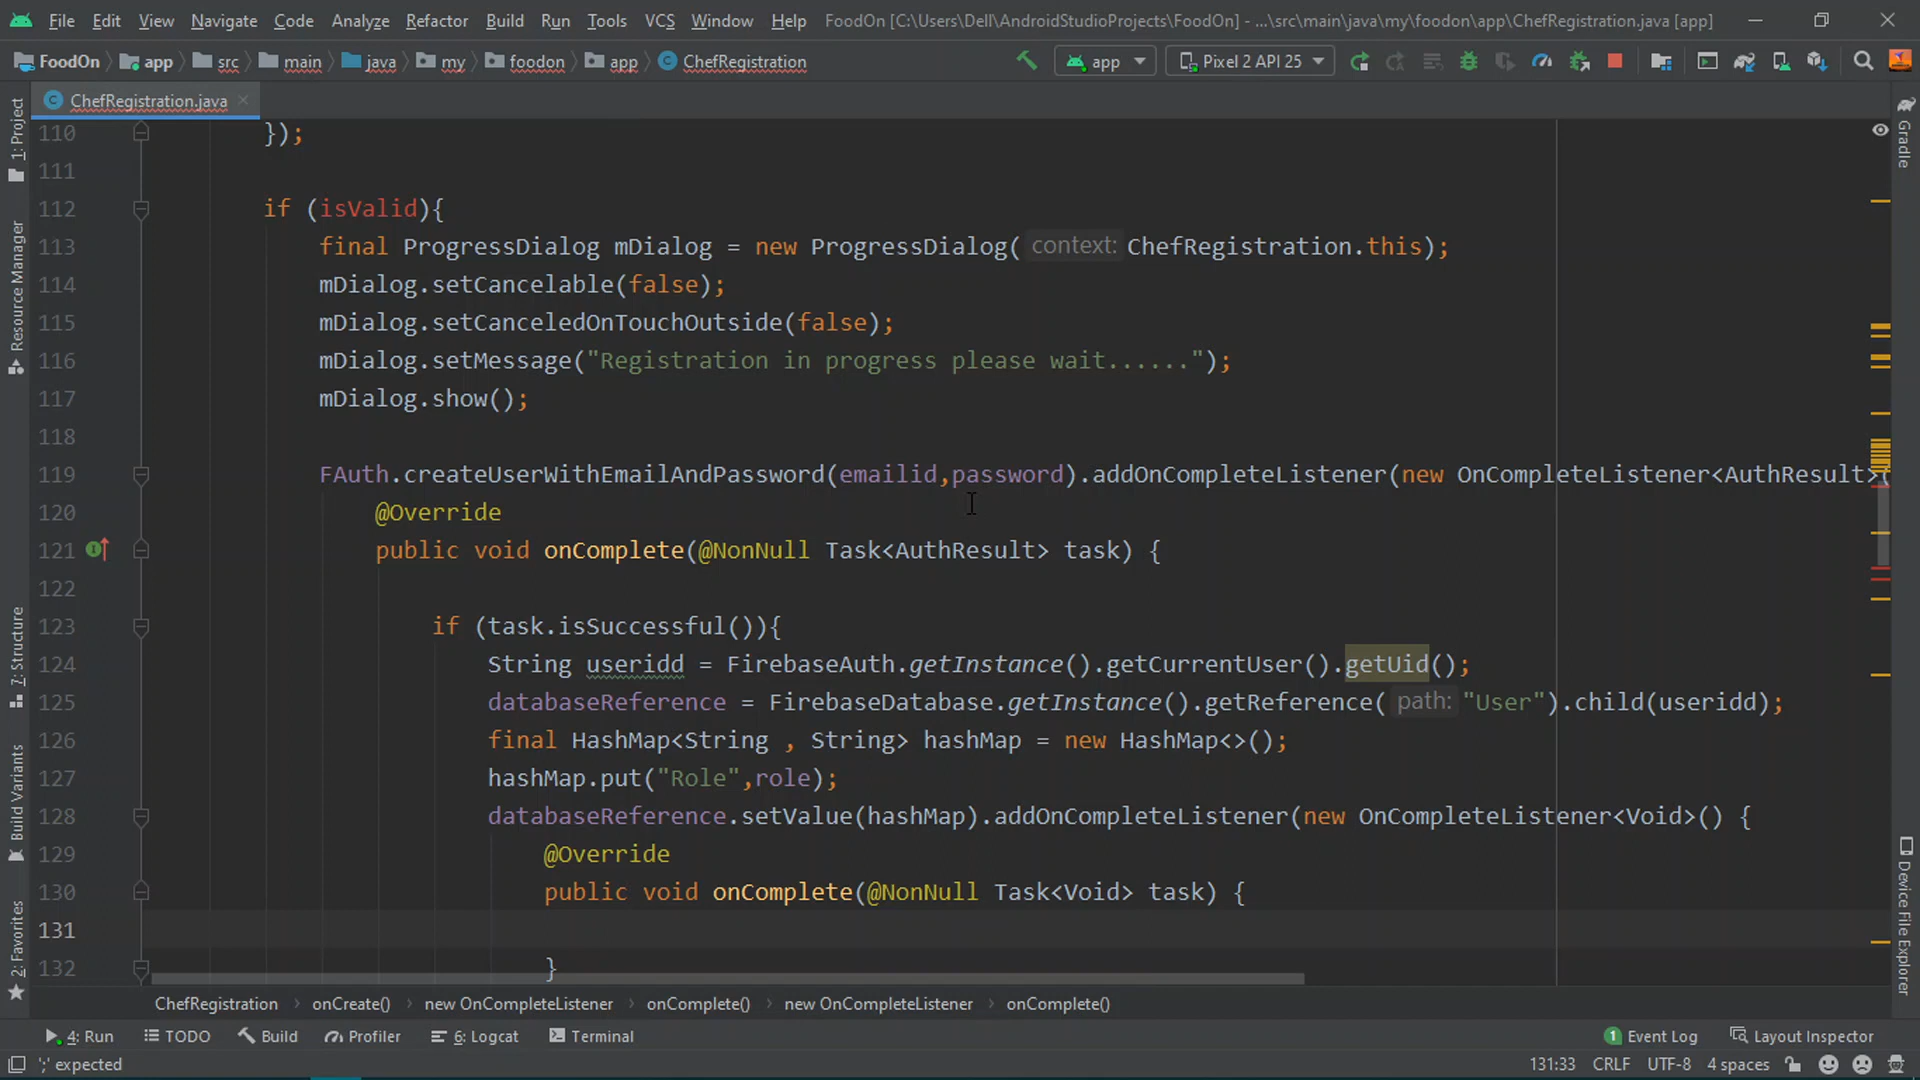 File Edit View Navigate Code Analyze Refactor Build Run Tools VCS Window Help FoodOn [C:\Users\Dell\AndroidStudioProjects\FoodOn] - ...\src\main\java\my\foodon\app\ChefRegistration.java [app]
FoodOn app src main java my foodon app ChefRegistration app Pixel 2 API 25
ChefRegistration.java
1: Project
Resource Manager
7: Structure
Build Variants
2: Favorites
Gradle
Device File Explorer
110 });
111
112 if (isValid){
113 final ProgressDialog mDialog = new ProgressDialog( context: ChefRegistration.this);
114 mDialog.setCancelable(false);
115 mDialog.setCanceledOnTouchOutside(false);
116 mDialog.setMessage("Registration in progress please wait......");
117 mDialog.show();
118
119 FAuth.createUserWithEmailAndPassword(emailid,password).addOnCompleteListener(new OnCompleteListener<AuthResult>(
120 @Override
121 public void onComplete(@NonNull Task<AuthResult> task) {
122
123 if (task.isSuccessful()){
124 String useridd = FirebaseAuth.getInstance().getCurrentUser().getUid();
125 databaseReference = FirebaseDatabase.getInstance().getReference( path: "User").child(useridd);
126 final HashMap<String , String> hashMap = new HashMap<>();
127 hashMap.put("Role",role);
128 databaseReference.setValue(hashMap).addOnCompleteListener(new OnCompleteListener<Void>() {
129 @Override
130 public void onComplete(@NonNull Task<Void> task) {
131
132 }
ChefRegistration › onCreate() › new OnCompleteListener › onComplete() › new OnCompleteListener › onComplete()
4: Run TODO Build Profiler 6: Logcat Terminal 1 Event Log Layout Inspector
';' expected 131:33 CRLF UTF-8 4 spaces